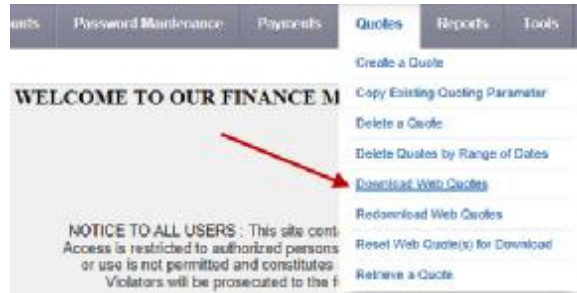 unts Password Maintenance Payments Quotes Reports Tools
Create a Quote
WELCOME TO OUR FINANCE M
Copy Existing Quoting Parameter
Delete a Quote
Delete Quotes by Range of Dates
Download Web Quotes
Redownload Web Quotes
NOTICE TO ALL USERS : This site cont
Access is restricted to authorized persons
Reset Web Quote(s) for Download
or use is not permitted and constitutes
Retrieve a Quote
Violators will be prosecuted to the f